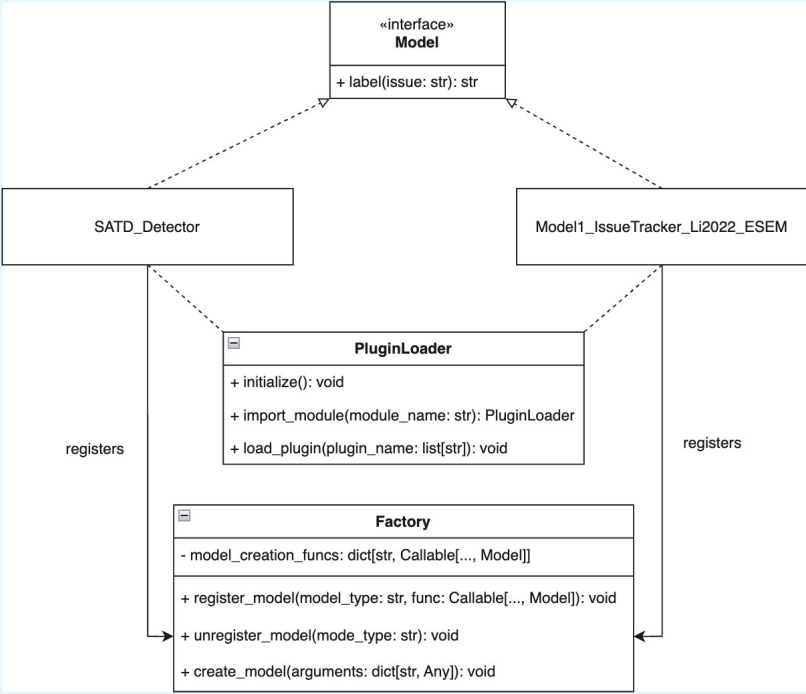 «interface»
Model
+ label(issue: str): str
SATD_Detector
Model1_IssueTracker_Li2022_ESEM
PluginLoader
+ initialize(): void
+ import_module(module_name: str): PluginLoader
+ load_plugin(plugin_name: list[str]): void
registers
registers
Factory
- model_creation_funcs: dict[str, Callable[..., Model]]
+ register_model(model_type: str, func: Callable[..., Model]): void
+ unregister_model(mode_type: str): void
+ create_model(arguments: dict[str, Any]): void